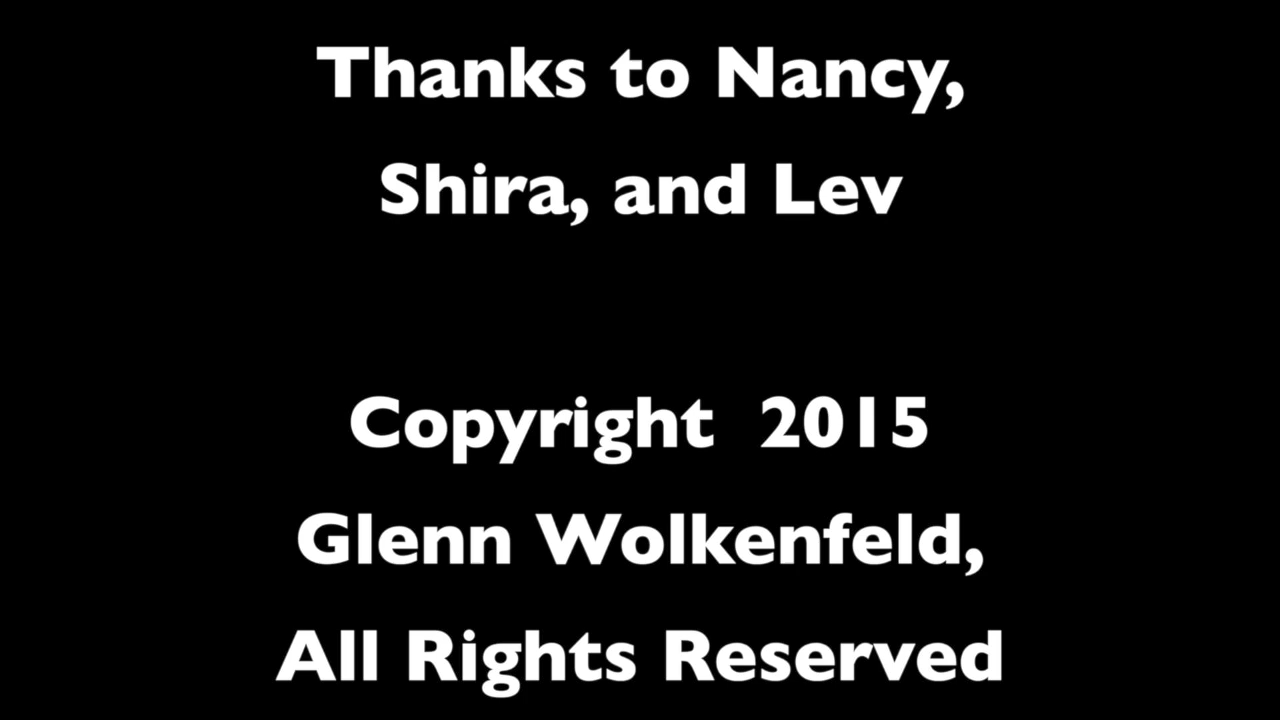 Thanks to Nancy,
Shira, and Lev
Copyright  2015
Glenn Wolkenfeld,
All Rights Reserved